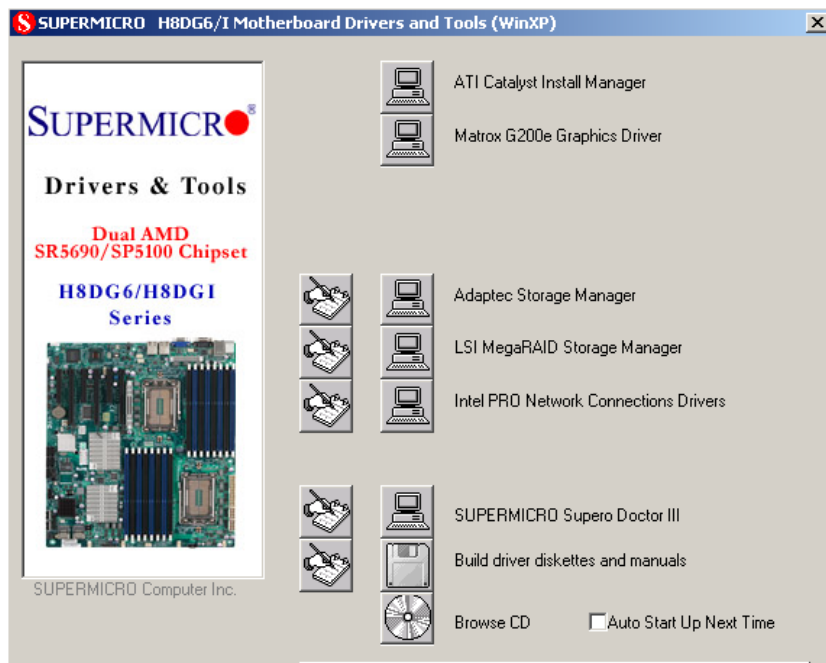 SUPERMICRO H8DG6/I Motherboard Drivers and Tools (WinXP)
SUPERMICRO®
Drivers & Tools
Dual AMD
SR5690/SP5100 Chipset
H8DG6/H8DGI
Series
SUPERMICRO Computer Inc.
ATI Catalyst Install Manager
Matrox G200e Graphics Driver
Adaptec Storage Manager
LSI MegaRAID Storage Manager
Intel PRO Network Connections Drivers
SUPERMICRO Supero Doctor III
Build driver diskettes and manuals
Browse CD
Auto Start Up Next Time